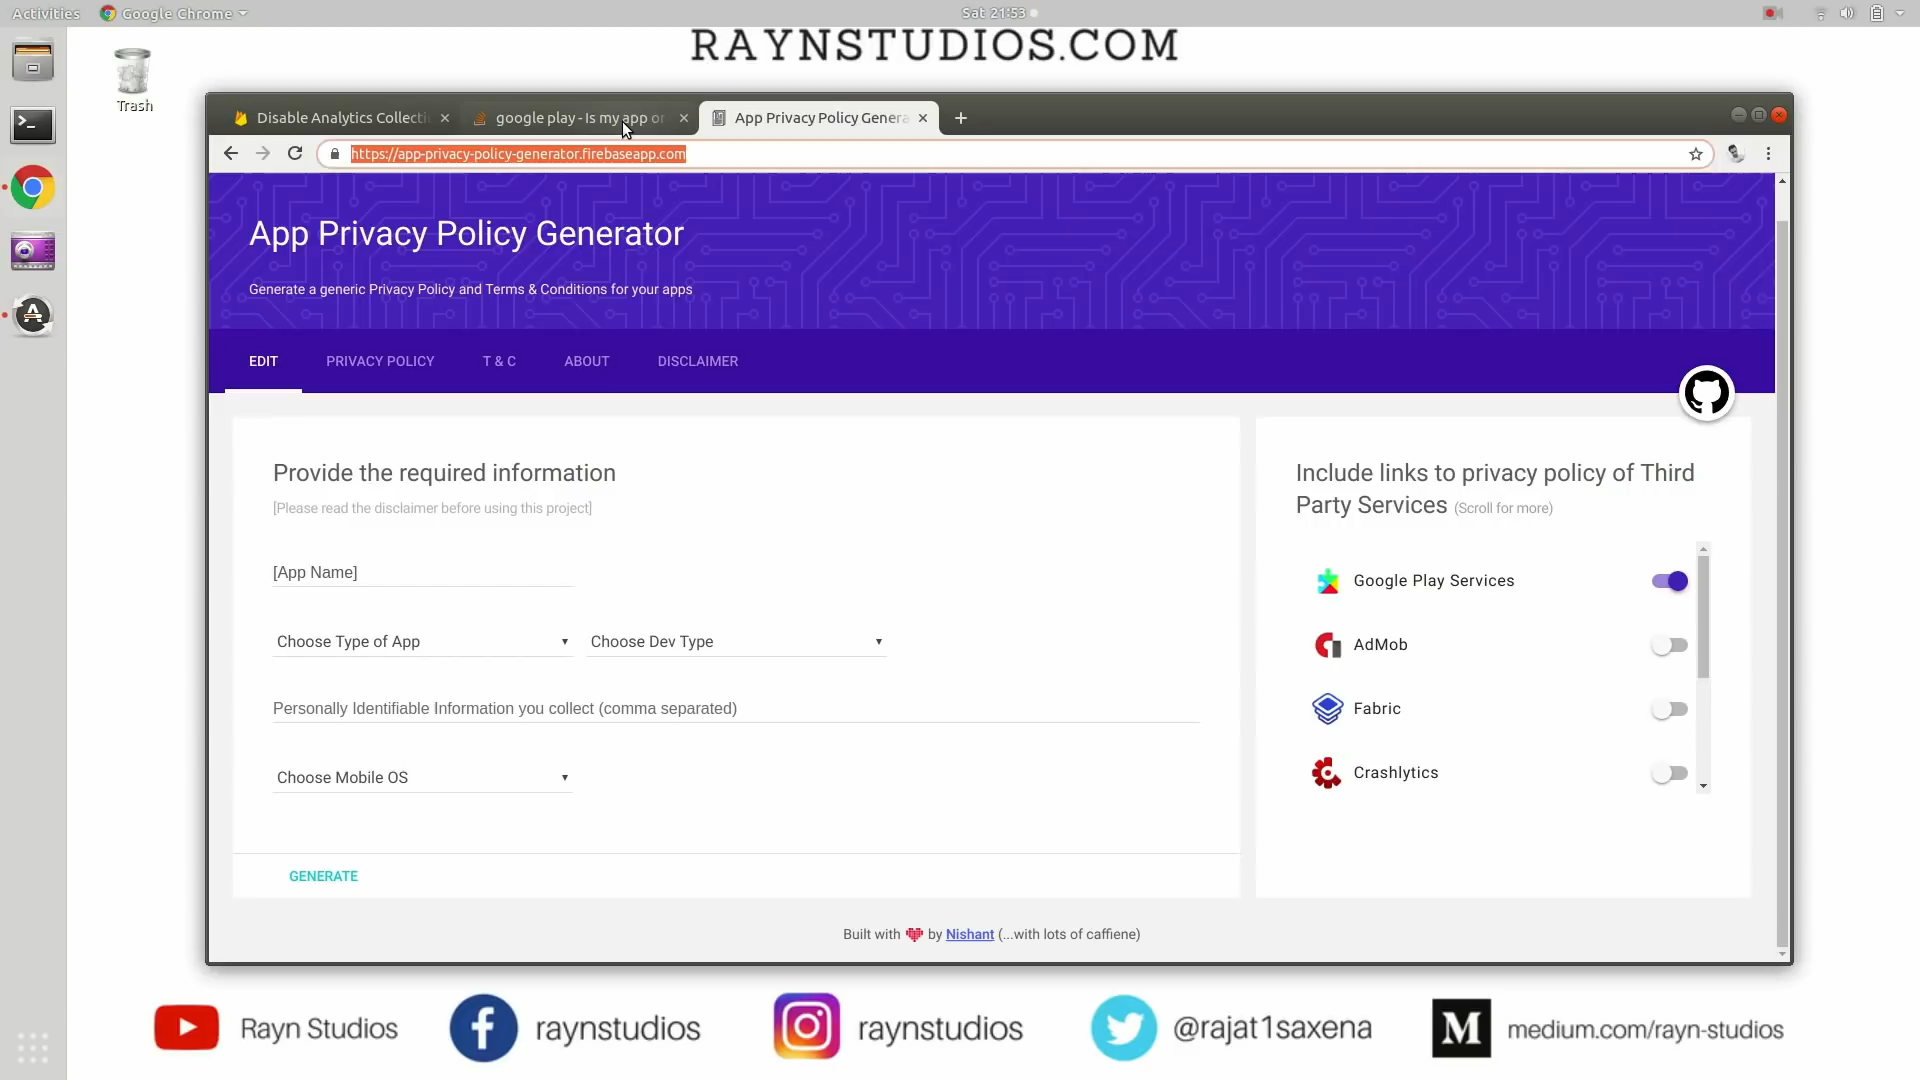 Activities
Google Chrome
Sat 21:53
RAYNSTUDIOS.COM
Trash
Disable Analytics Collecti
google play - Is my app or
App Privacy Policy Genera
https://app-privacy-policy-generator.firebaseapp.com
App Privacy Policy Generator
Generate a generic Privacy Policy and Terms & Conditions for your apps
EDIT PRIVACY POLICY T & C ABOUT DISCLAIMER
Provide the required information
[Please read the disclaimer before using this project]
[App Name]
Choose Type of App
Choose Dev Type
Personally Identifiable Information you collect (comma separated)
Choose Mobile OS
GENERATE
Include links to privacy policy of Third
Party Services (Scroll for more)
Google Play Services
AdMob
Fabric
Crashlytics
Built with by Nishant (...with lots of caffiene)
Rayn Studios
raynstudios
raynstudios
@rajat1saxena
medium.com/rayn-studios